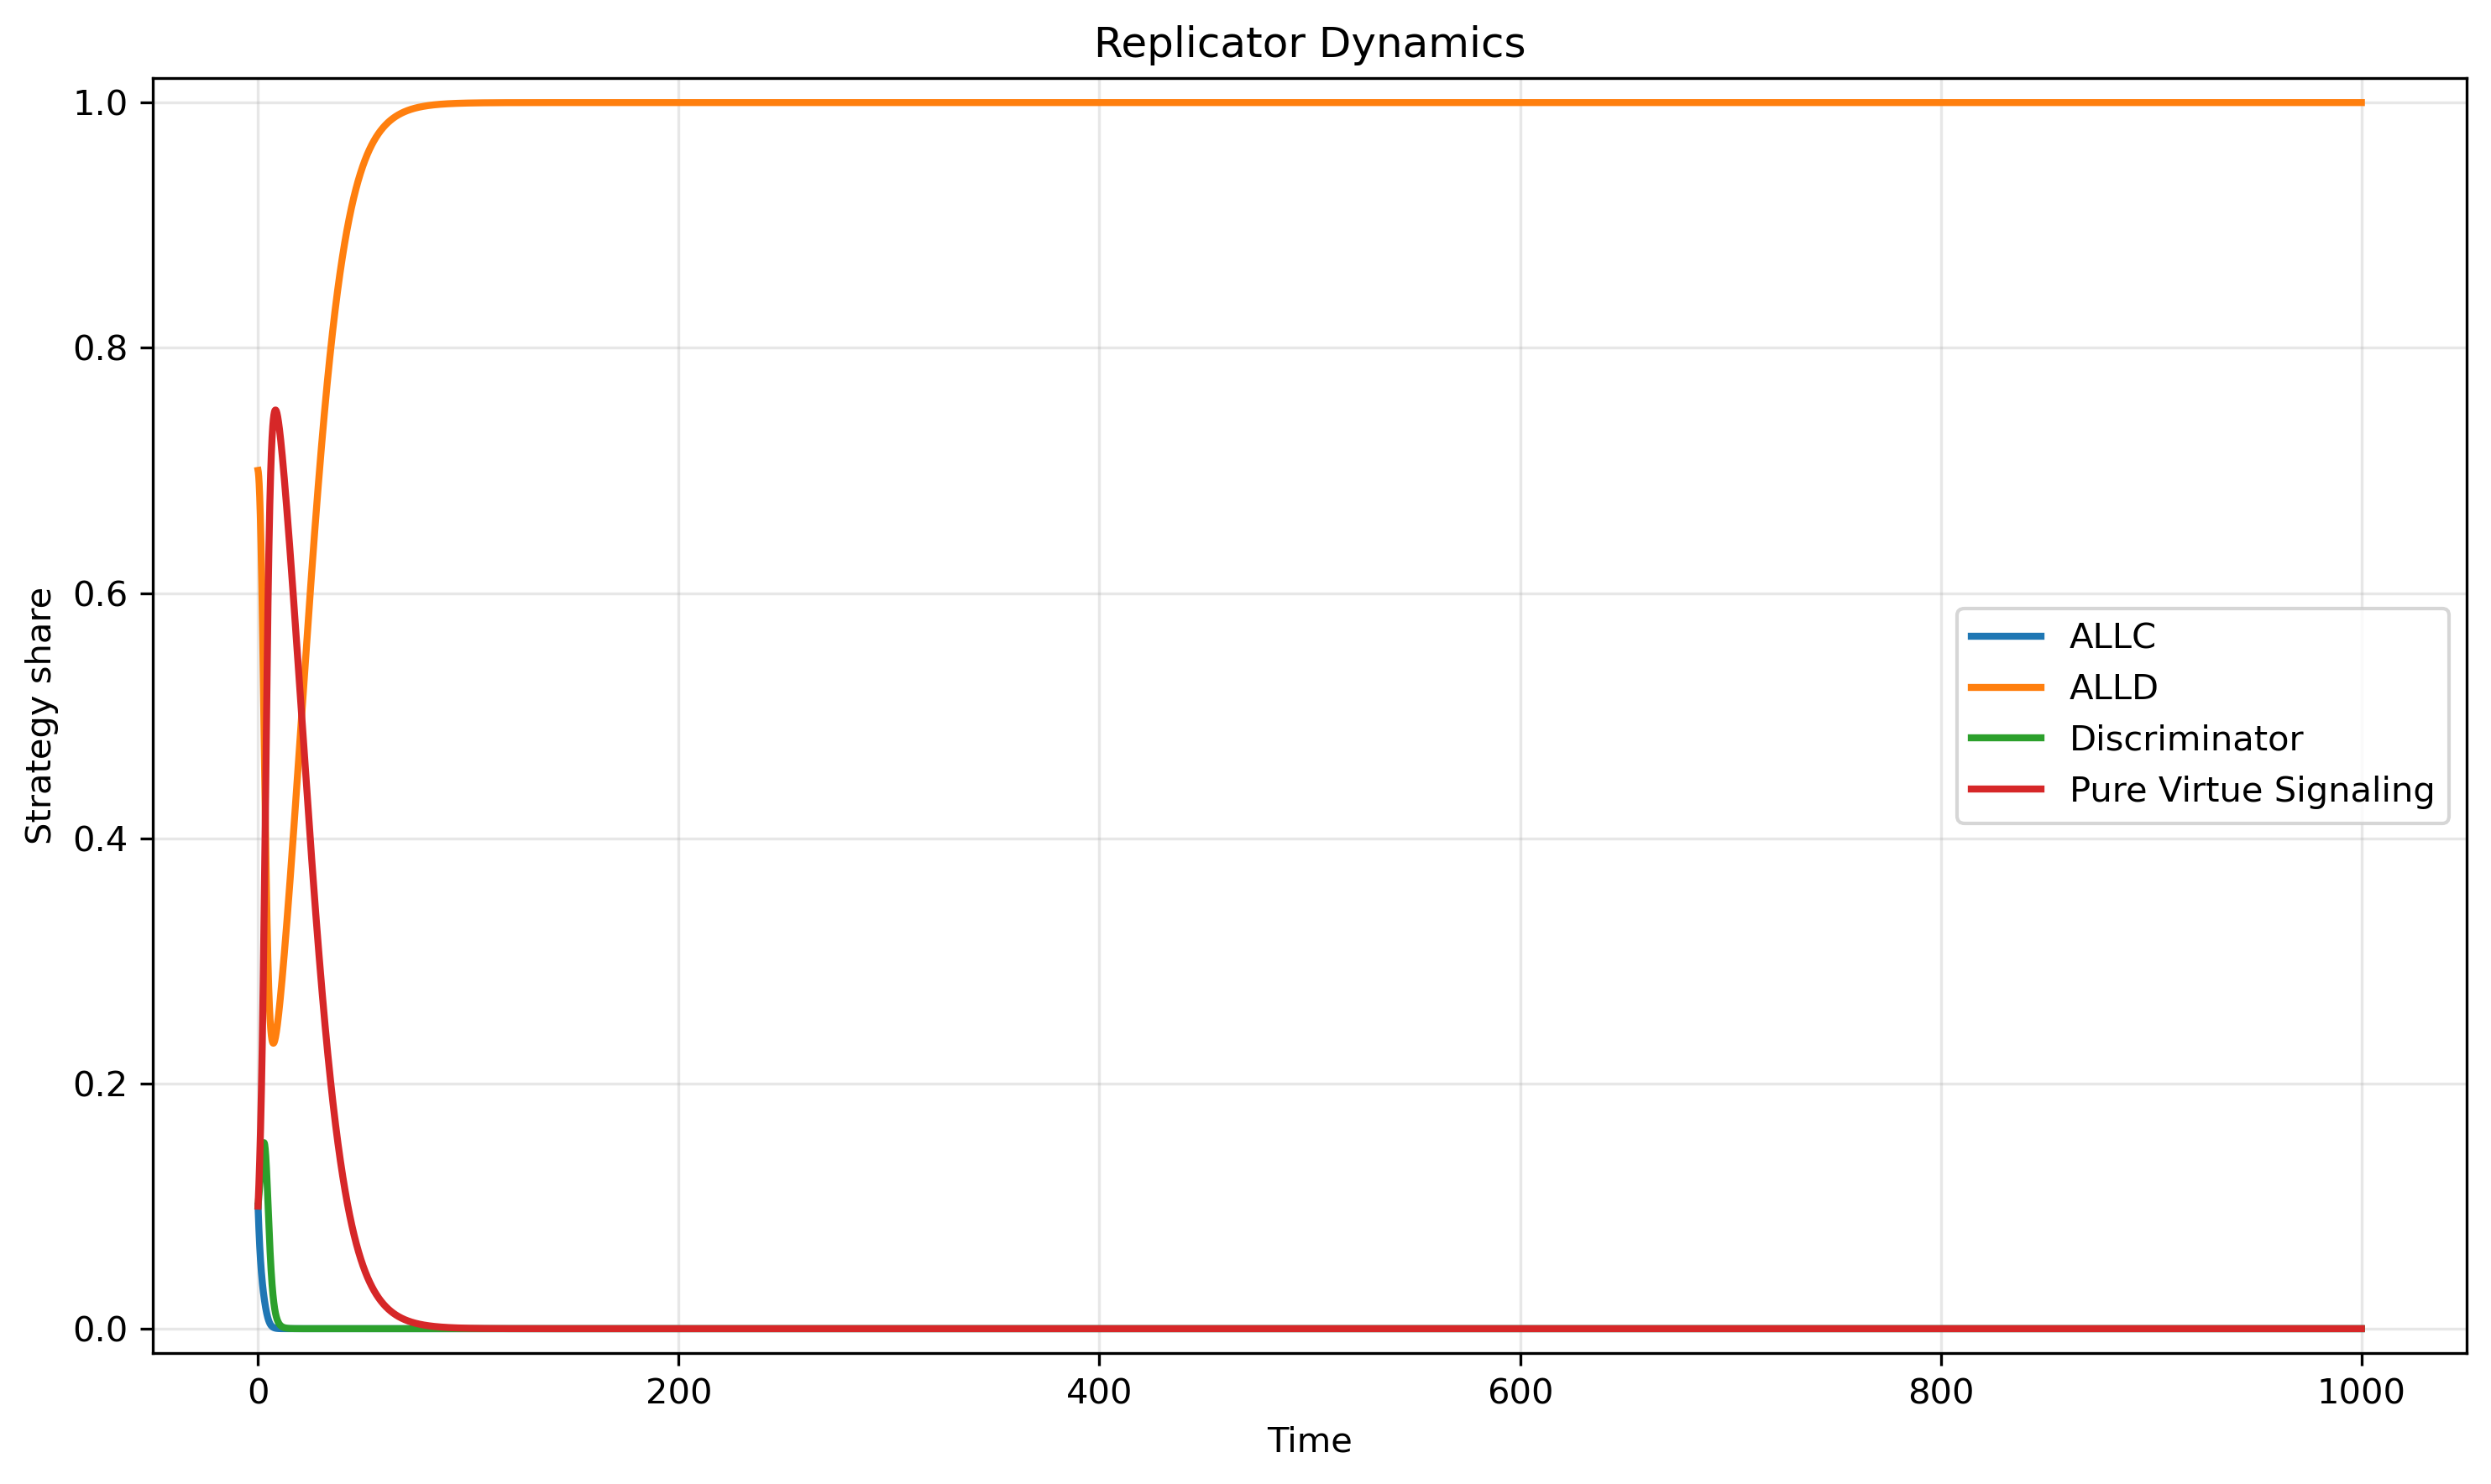 Replicator Dynamics
1.0
0.8
0.6
0.4
0.2
0.0
Strategy share
ALLC
ALLD
Discriminator
Pure Virtue Signaling
0 200 400 600 800 1000
Time